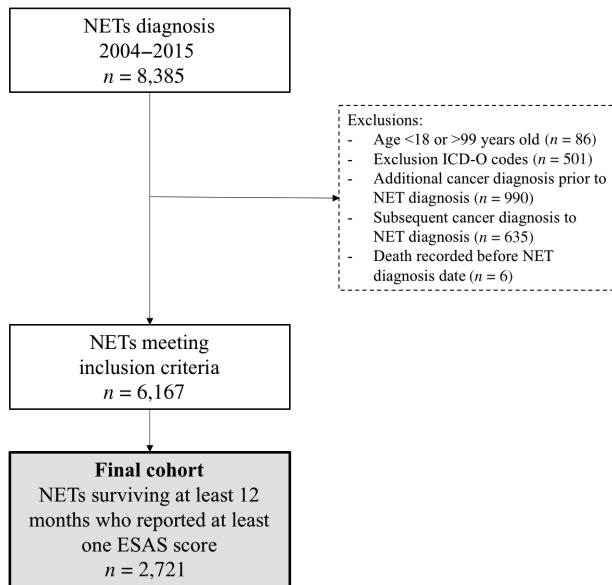 NETs diagnosis
2004–2015
n = 8,385
Exclusions:
- Age <18 or >99 years old (n = 86)
- Exclusion ICD-O codes (n = 501)
- Additional cancer diagnosis prior to
NET diagnosis (n = 990)
- Subsequent cancer diagnosis to
NET diagnosis (n = 635)
- Death recorded before NET
diagnosis date (n = 6)
NETs meeting
inclusion criteria
n = 6,167
Final cohort
NETs surviving at least 12
months who reported at least
one ESAS score
n = 2,721